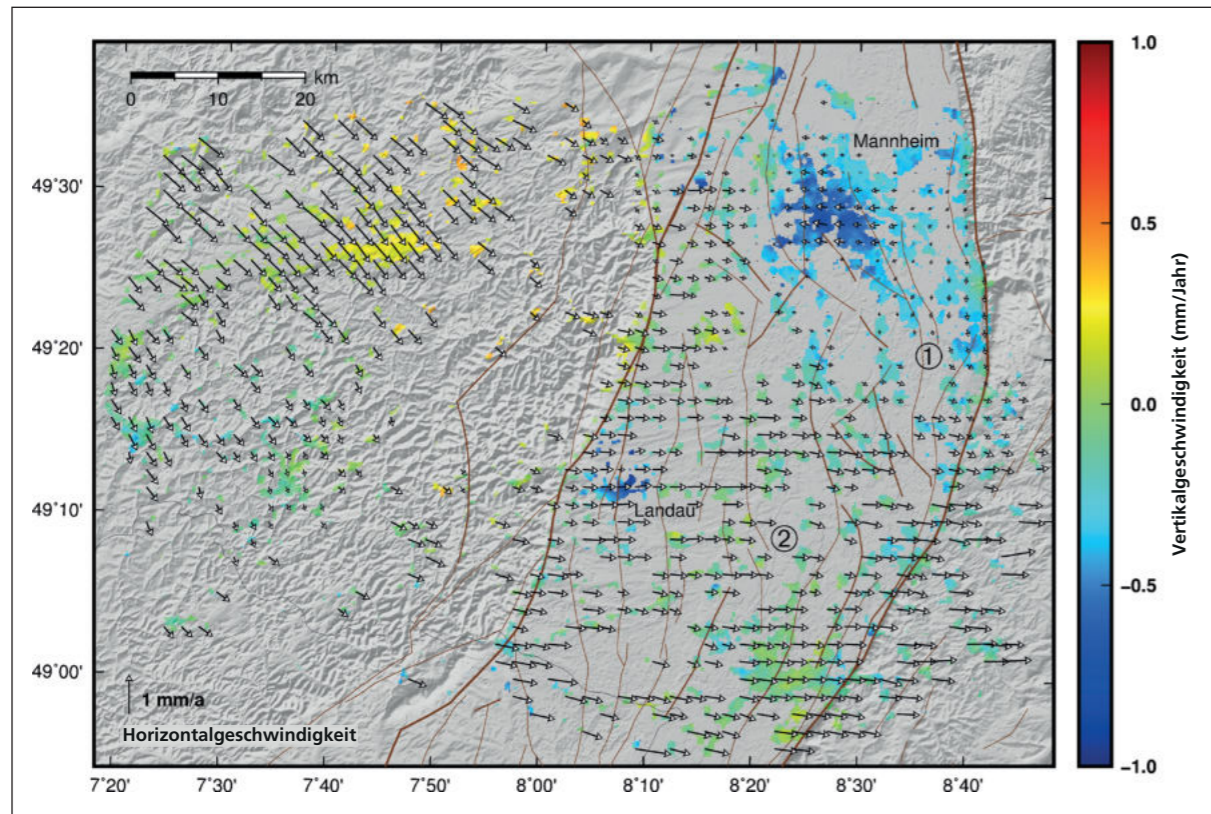 km
0 10 20
Mannheim
49°30'
49°20'
①
Landau
49°10'
②
49°00'
1 mm/a
Horizontalgeschwindigkeit
7°20' 7°30' 7°40' 7°50' 8°00' 8°10' 8°20' 8°30' 8°40'
1.0
0.5
0.0
−0.5
−1.0
Vertikalgeschwindigkeit (mm/Jahr)